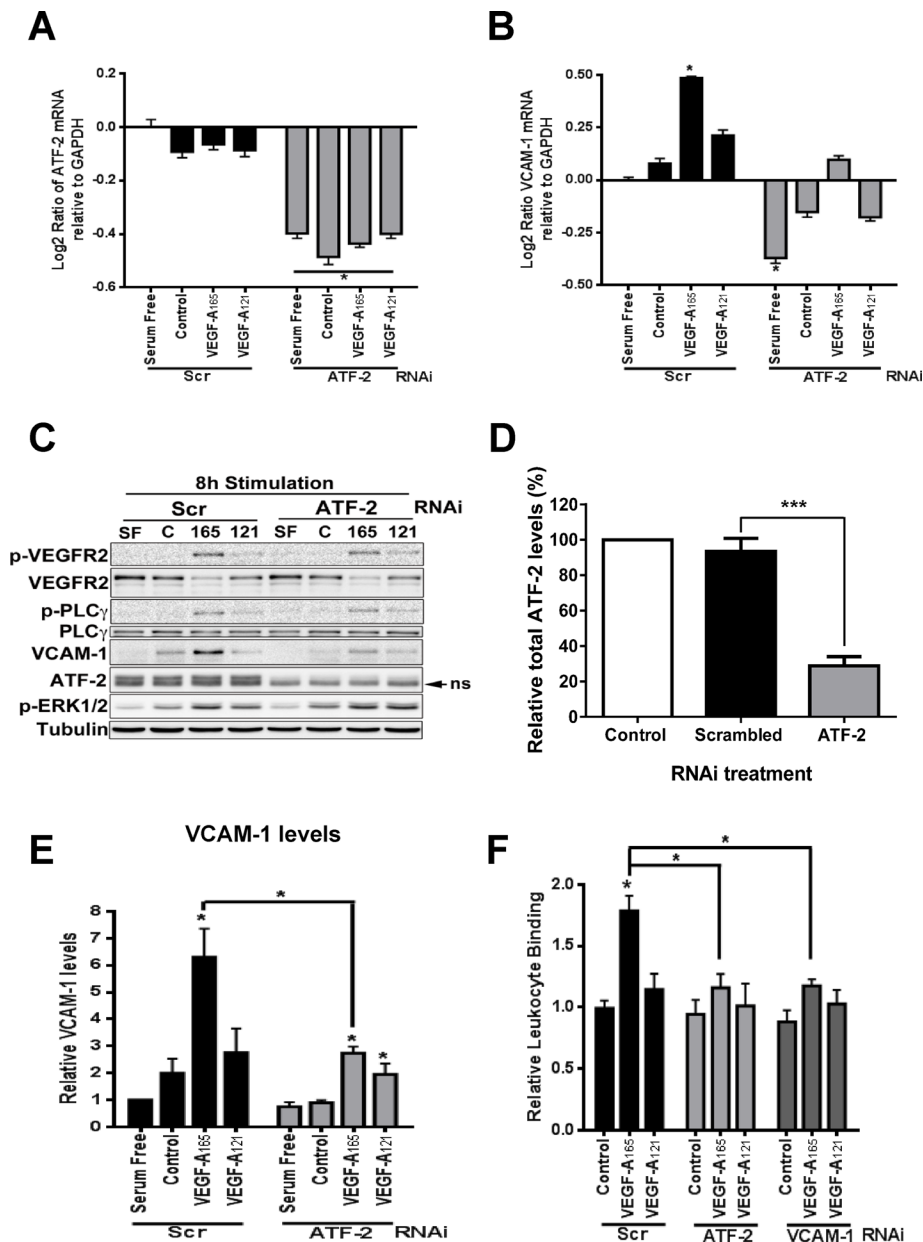 A
Log2 Ratio of ATF-2 mRNA
relative to GAPDH
0.2
0.0
-0.2
-0.4
-0.6
*
Serum Free
Control
VEGF-A165
VEGF-A121
Serum Free
Control
VEGF-A165
VEGF-A121
Scr
ATF-2
RNAi
B
Log2 Ratio VCAM-1 mRNA
relative to GAPDH
0.50
0.25
0.00
-0.25
-0.50
*
*
Serum Free
Control
VEGF-A165
VEGF-A121
Serum Free
Control
VEGF-A165
VEGF-A121
Scr
ATF-2
RNAi
C
8h Stimulation
Scr
ATF-2
RNAi
SF C 165 121 SF C 165 121
p-VEGFR2
VEGFR2
p-PLCγ
PLCγ
VCAM-1
ATF-2
ns
p-ERK1/2
Tubulin
D
Relative total ATF-2 levels (%)
120
100
80
60
40
20
0
***
Control
Scrambled
ATF-2
RNAi treatment
E
VCAM-1 levels
Relative VCAM-1 levels
8
7
6
5
4
3
2
1
0
*
*
*
*
Serum Free
Control
VEGF-A165
VEGF-A121
Serum Free
Control
VEGF-A165
VEGF-A121
Scr
ATF-2
RNAi
F
Relative Leukocyte Binding
2.0
1.5
1.0
0.5
0.0
*
*
*
Control
VEGF-A165
VEGF-A121
Control
VEGF-A165
VEGF-A121
Control
VEGF-A165
VEGF-A121
Scr
ATF-2
VCAM-1
RNAi